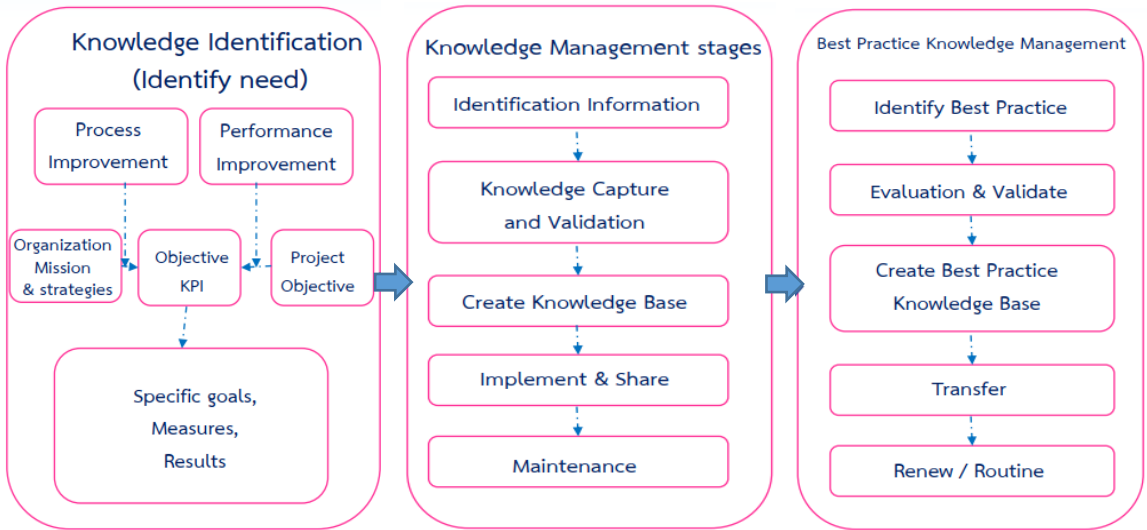 Knowledge Identification
(Identify need)
Process
Improvement
Performance
Improvement
Organization
Mission
& strategies
Objective
KPI
Project
Objective
Specific goals,
Measures,
Results
Knowledge Management stages
Identification Information
Knowledge Capture
and Validation
Create Knowledge Base
Implement & Share
Maintenance
Best Practice Knowledge Management
Identify Best Practice
Evaluation & Validate
Create Best Practice
Knowledge Base
Transfer
Renew / Routine